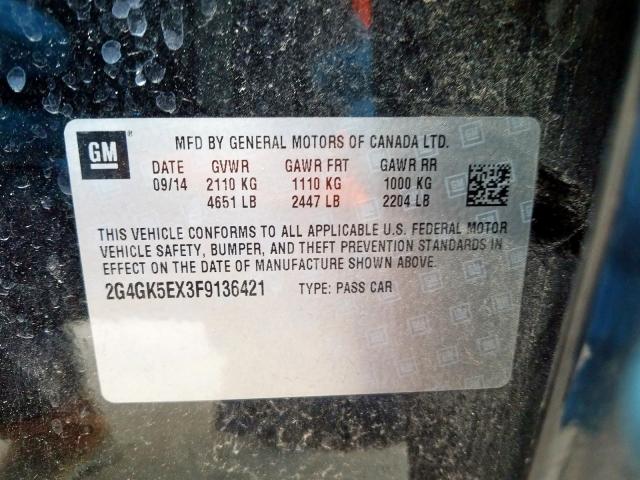 GM
MFD BY GENERAL MOTORS OF CANADA LTD.
DATE GVWR GAWR FRT GAWR RR
09/14 2110 KG 1110 KG 1000 KG
4651 LB 2447 LB 2204 LB
THIS VEHICLE CONFORMS TO ALL APPLICABLE U.S. FEDERAL MOTOR
VEHICLE SAFETY, BUMPER, AND THEFT PREVENTION STANDARDS IN
EFFECT ON THE DATE OF MANUFACTURE SHOWN ABOVE.
2G4GK5EX3F9136421 TYPE: PASS CAR